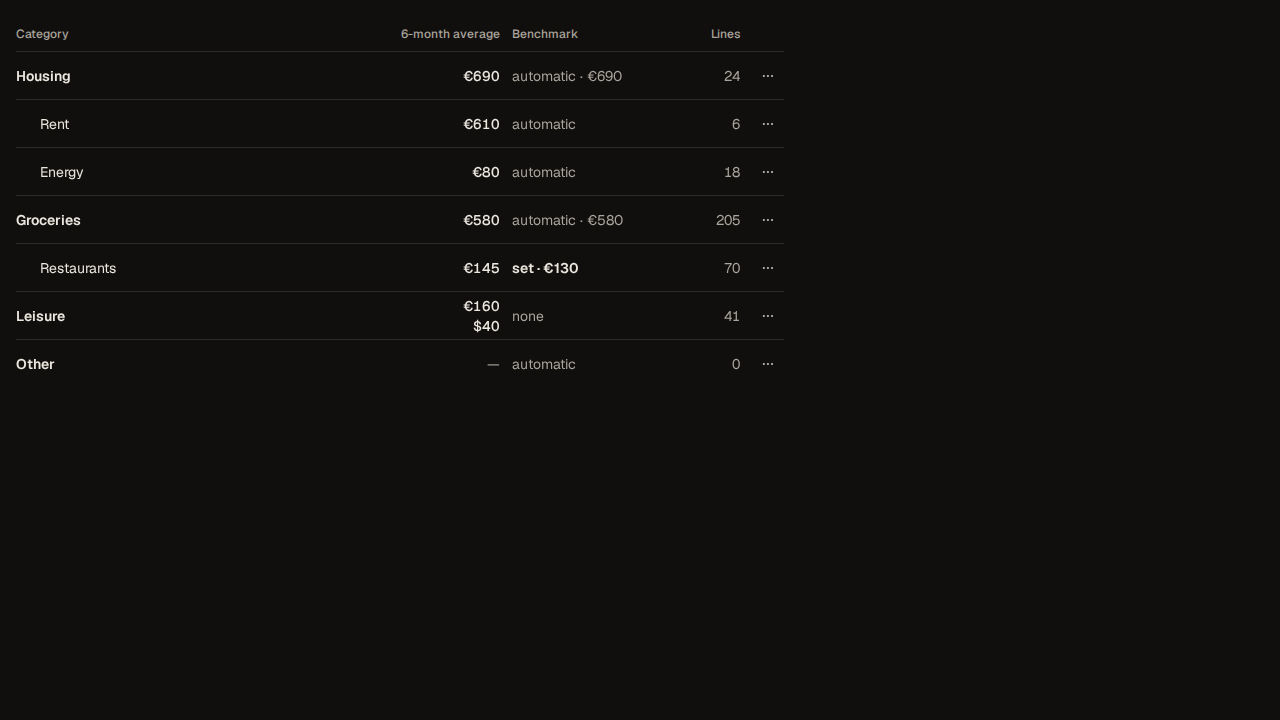 Category 6-month average Benchmark Lines
Housing €690 automatic · €690 24 ···
Rent €610 automatic 6 ···
Energy €80 automatic 18 ···
Groceries €580 automatic · €580 205 ···
Restaurants €145 set · €130 70 ···
Leisure €160 $40 none 41 ···
Other — automatic 0 ···